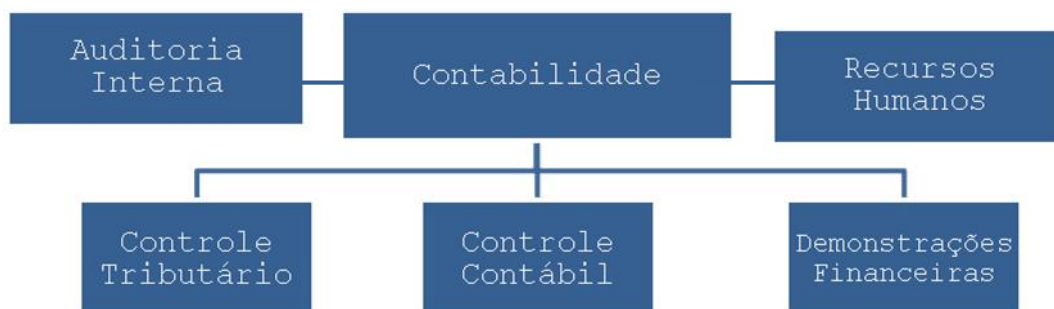 Auditoria
Interna
Contabilidade
Recursos
Humanos
Controle
Tributário
Controle
Contábil
Demonstrações
Financeiras